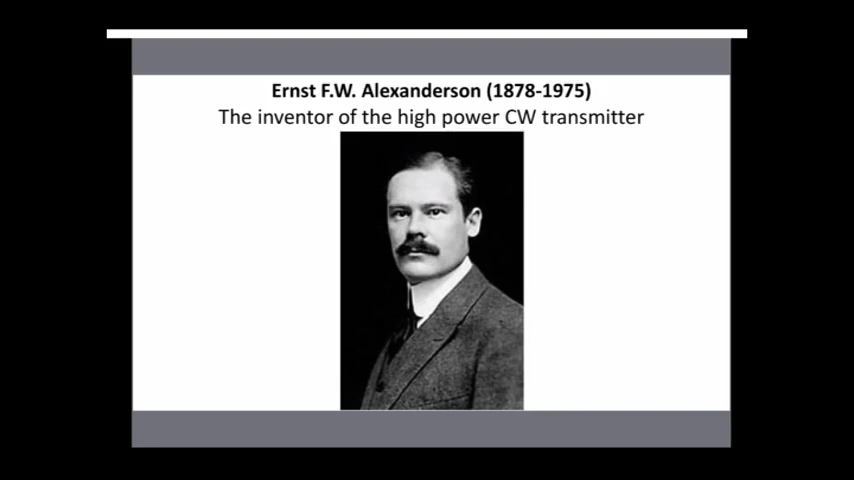 Ernst F.W. Alexanderson (1878-1975)
The inventor of the high power CW transmitter